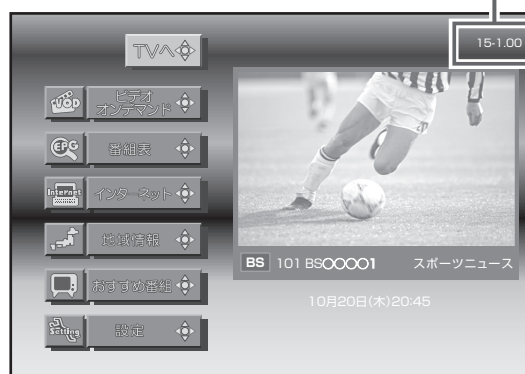 15-1.00
TVへ
VOD ビデオ
オンデマンド
EPG 番組表
Internet インターネット
地域情報
おすすめ番組
Setting 設定
BS 101 BS〇〇〇〇1 スポーツニュース
10月20日(木)20:45